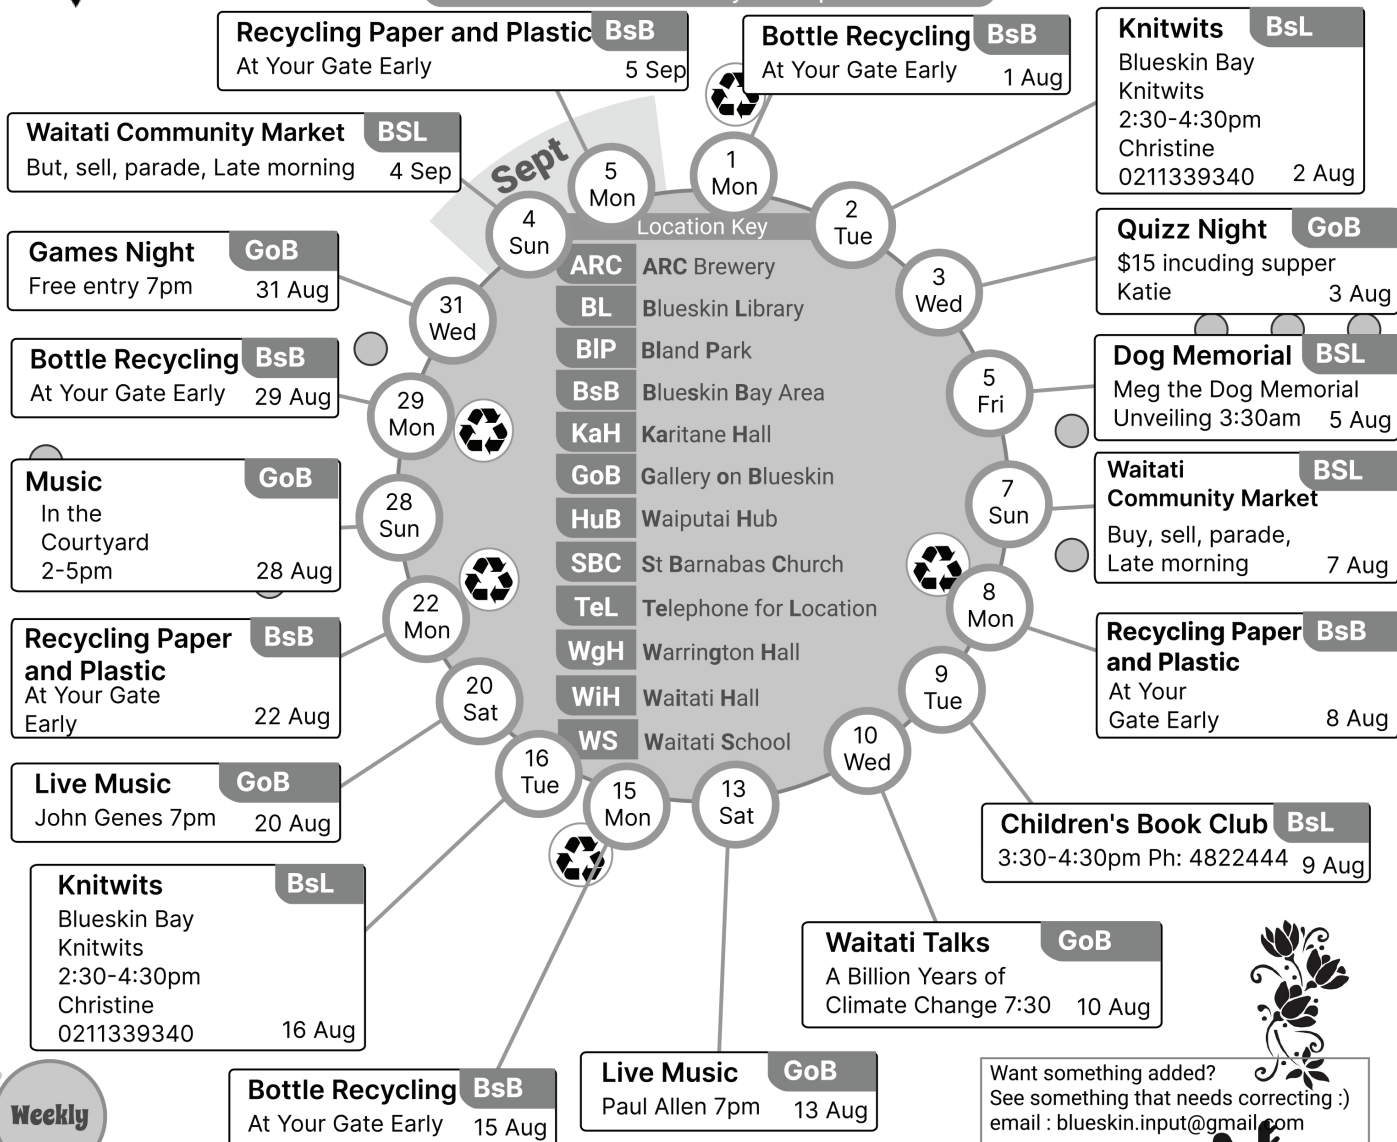 Recycling Paper and Plastic BsB
At Your Gate Early 5 Sep
Bottle Recycling BsB
At Your Gate Early 1 Aug
Knitwits BsL
Blueskin Bay
Knitwits
2:30-4:30pm
Christine
0211339340 2 Aug
Waitati Community Market BSL
But, sell, parade, Late morning 4 Sep
Sept
5
Mon
1
Mon
2
Tue
4
Sun
3
Wed
31
Wed
5
Fri
29
Mon
7
Sun
28
Sun
8
Mon
22
Mon
9
Tue
20
Sat
10
Wed
16
Tue
15
Mon
13
Sat
Location Key
ARC ARC Brewery
BL Blueskin Library
BIP Bland Park
BsB Blueskin Bay Area
KaH Karitane Hall
GoB Gallery on Blueskin
HuB Waiputai Hub
SBC St Barnabas Church
TeL Telephone for Location
WgH Warrington Hall
WiH Waitati Hall
WS Waitati School
Games Night GoB
Free entry 7pm 31 Aug
Quizz Night GoB
$15 incuding supper
Katie 3 Aug
Bottle Recycling BsB
At Your Gate Early 29 Aug
Dog Memorial BSL
Meg the Dog Memorial
Unveiling 3:30am 5 Aug
Music GoB
In the
Courtyard
2-5pm 28 Aug
Waitati BSL
Community Market
Buy, sell, parade,
Late morning 7 Aug
Recycling Paper BsB
and Plastic
At Your Gate
Early 22 Aug
Recycling Paper BsB
and Plastic
At Your
Gate Early 8 Aug
Live Music GoB
John Genes 7pm 20 Aug
Children's Book Club BsL
3:30-4:30pm Ph: 4822444 9 Aug
Knitwits BsL
Blueskin Bay
Knitwits
2:30-4:30pm
Christine
0211339340 16 Aug
Waitati Talks GoB
A Billion Years of
Climate Change 7:30 10 Aug
Bottle Recycling BsB
At Your Gate Early 15 Aug
Live Music GoB
Paul Allen 7pm 13 Aug
Want something added?
See something that needs correcting :)
email : blueskin.input@gmail.com
Weekly